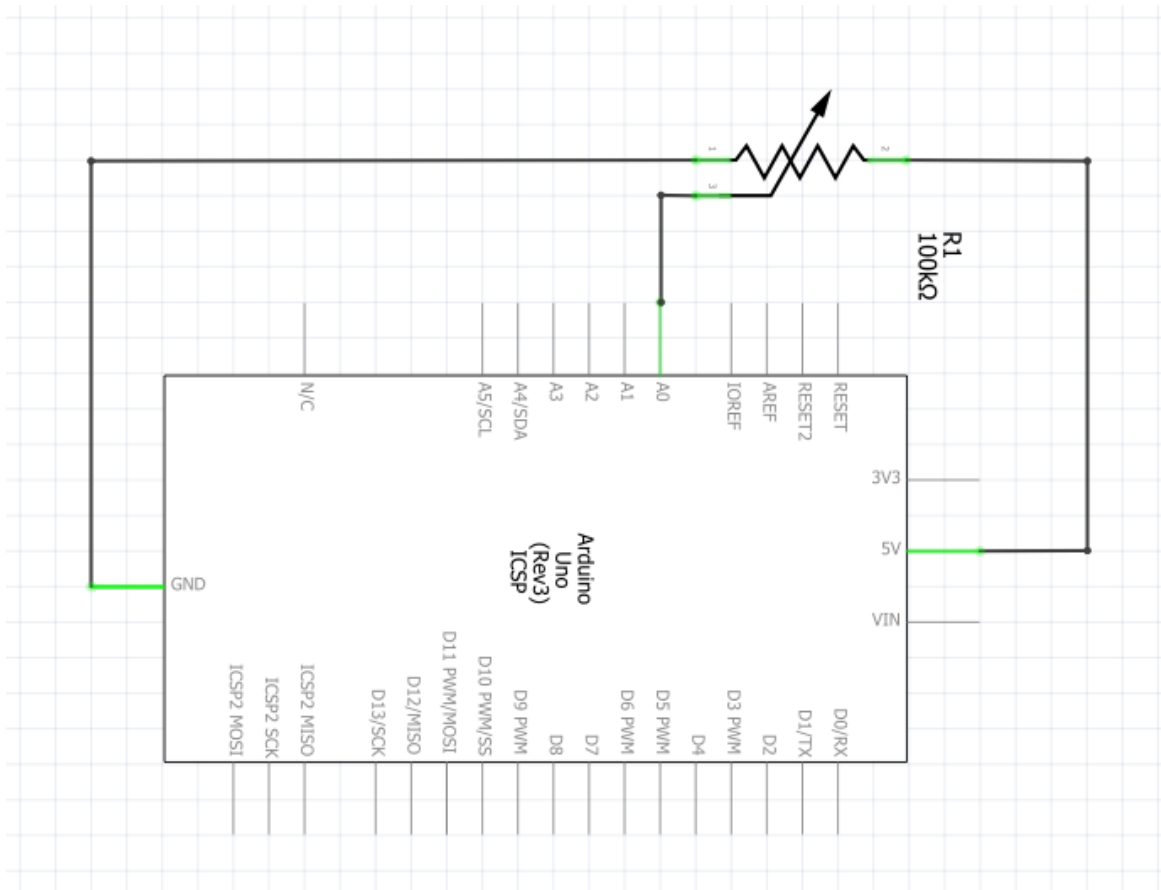 1
2
3
R1
100kΩ
N/C
A5/SCL
A4/SDA
A3
A2
A1
A0
IOREF
AREF
RESET2
RESET
3V3
5V
VIN
GND
Arduino
Uno
(Rev3)
ICSP
ICSP2 MOSI
ICSP2 SCK
ICSP2 MISO
D13/SCK
D12/MISO
D11 PWM/MOSI
D10 PWM/SS
D9 PWM
D8
D7
D6 PWM
D5 PWM
D4
D3 PWM
D2
D1/TX
D0/RX